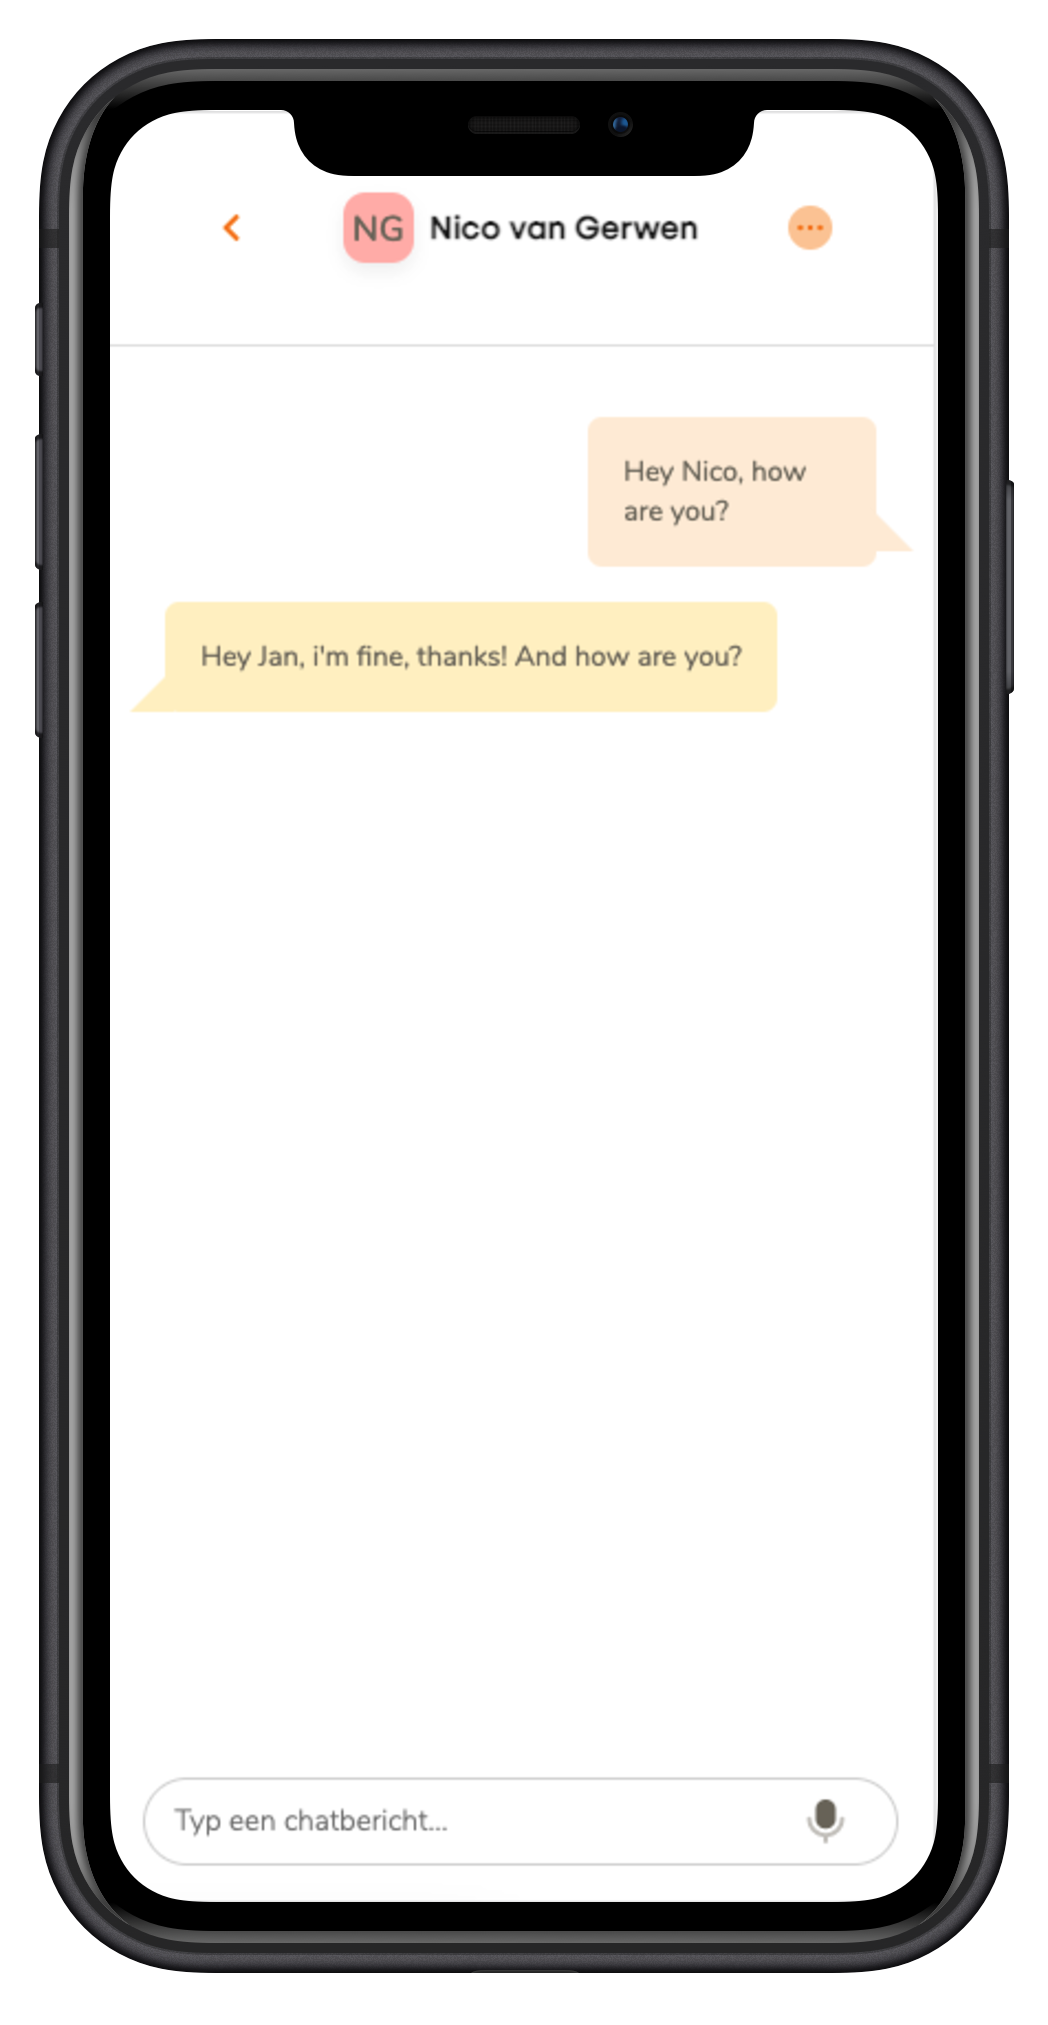 NG Nico van Gerwen
Hey Nico, how
are you?
Hey Jan, i'm fine, thanks! And how are you?
Typ een chatbericht...